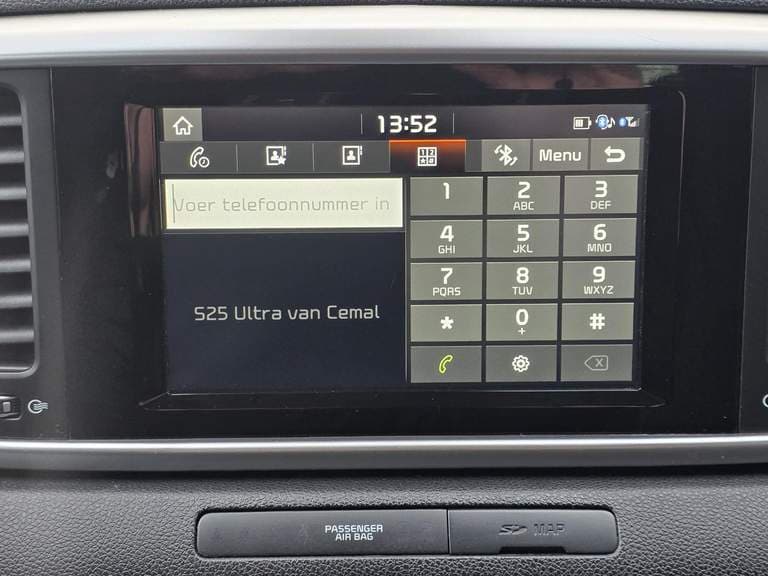 13:52
Menu
Voer telefoonnummer in
S25 Ultra van Cemal
1
2
ABC
3
DEF
4
GHI
5
JKL
6
MNO
7
PQRS
8
TUV
9
WXYZ
*
0
+
#
PASSENGER
AIR BAG
SD MAP